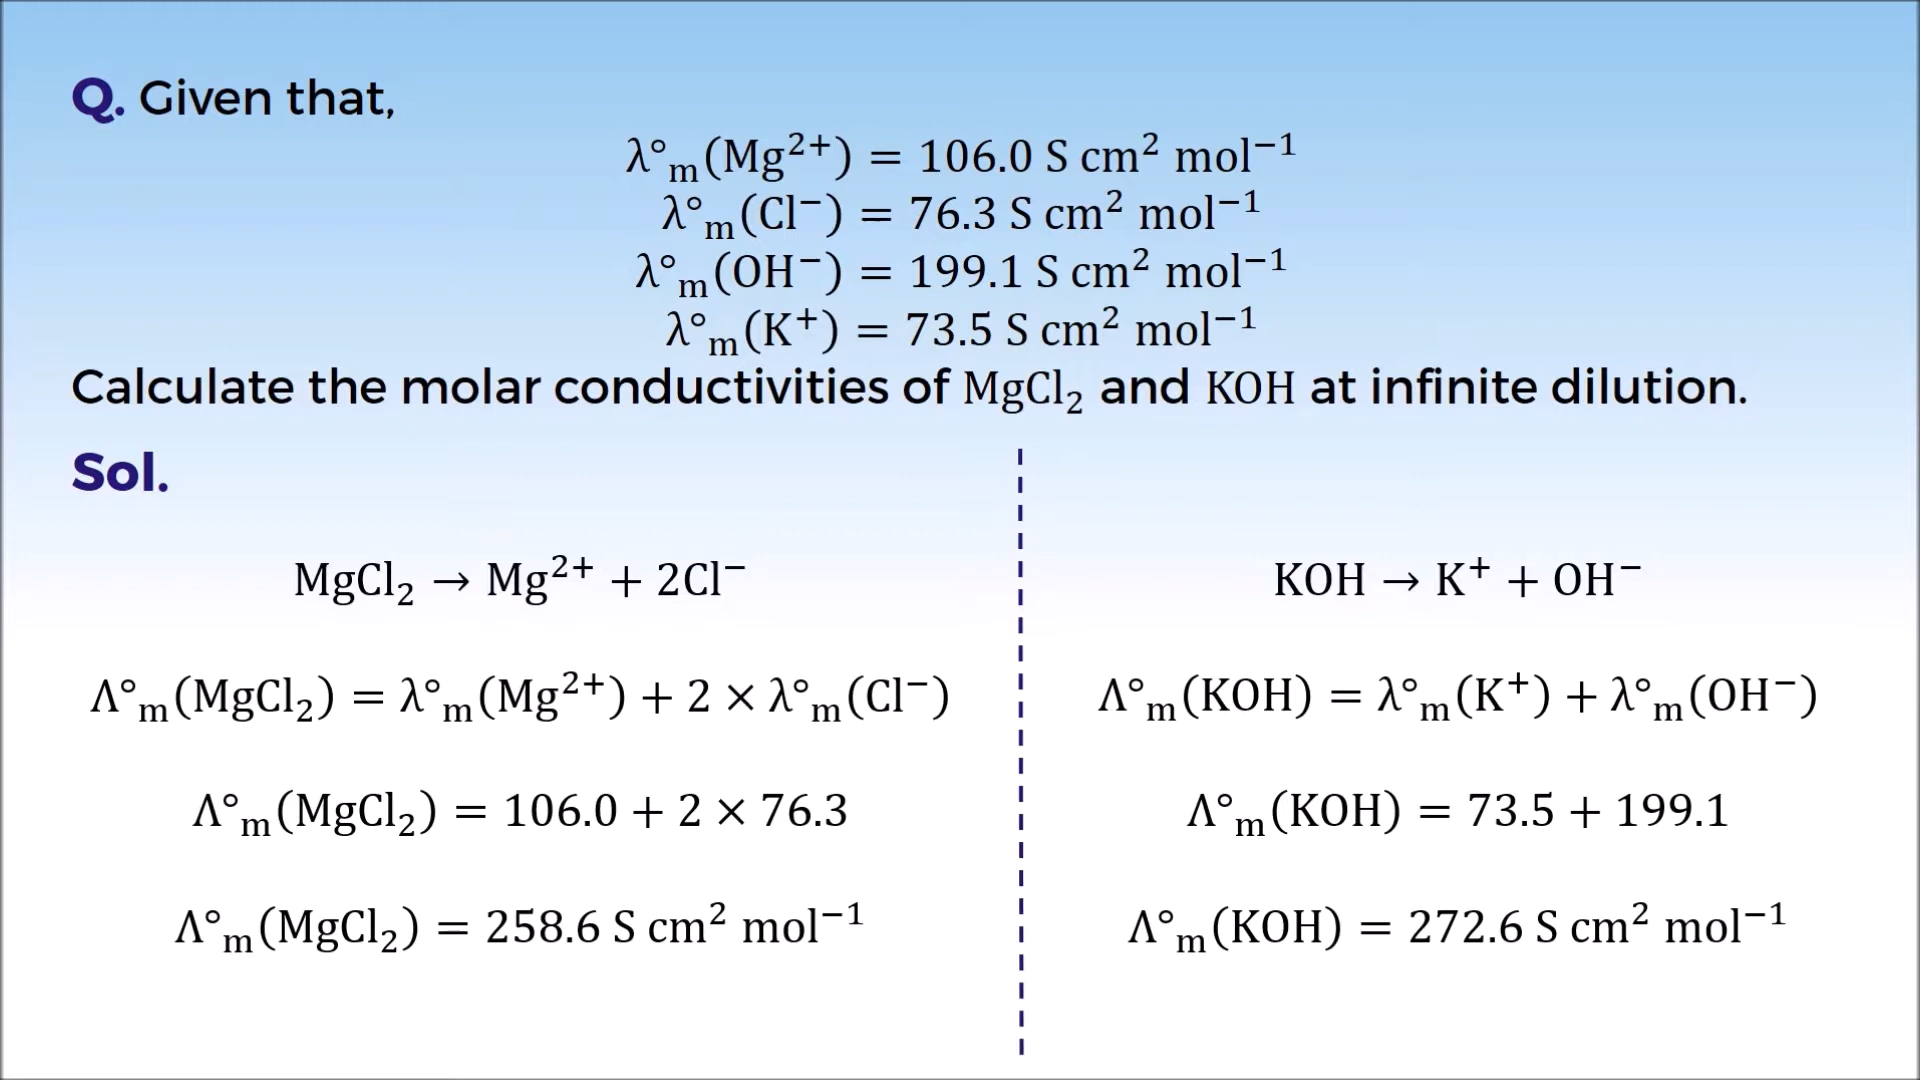 Q. Given that,
λ°ₘ(Mg²⁺) = 106.0 S cm² mol⁻¹
λ°ₘ(Cl⁻) = 76.3 S cm² mol⁻¹
λ°ₘ(OH⁻) = 199.1 S cm² mol⁻¹
λ°ₘ(K⁺) = 73.5 S cm² mol⁻¹
Calculate the molar conductivities of MgCl₂ and KOH at infinite dilution.
Sol.
MgCl₂ → Mg²⁺ + 2Cl⁻
Λ°ₘ(MgCl₂) = λ°ₘ(Mg²⁺) + 2 × λ°ₘ(Cl⁻)
Λ°ₘ(MgCl₂) = 106.0 + 2 × 76.3
Λ°ₘ(MgCl₂) = 258.6 S cm² mol⁻¹
KOH → K⁺ + OH⁻
Λ°ₘ(KOH) = λ°ₘ(K⁺) + λ°ₘ(OH⁻)
Λ°ₘ(KOH) = 73.5 + 199.1
Λ°ₘ(KOH) = 272.6 S cm² mol⁻¹